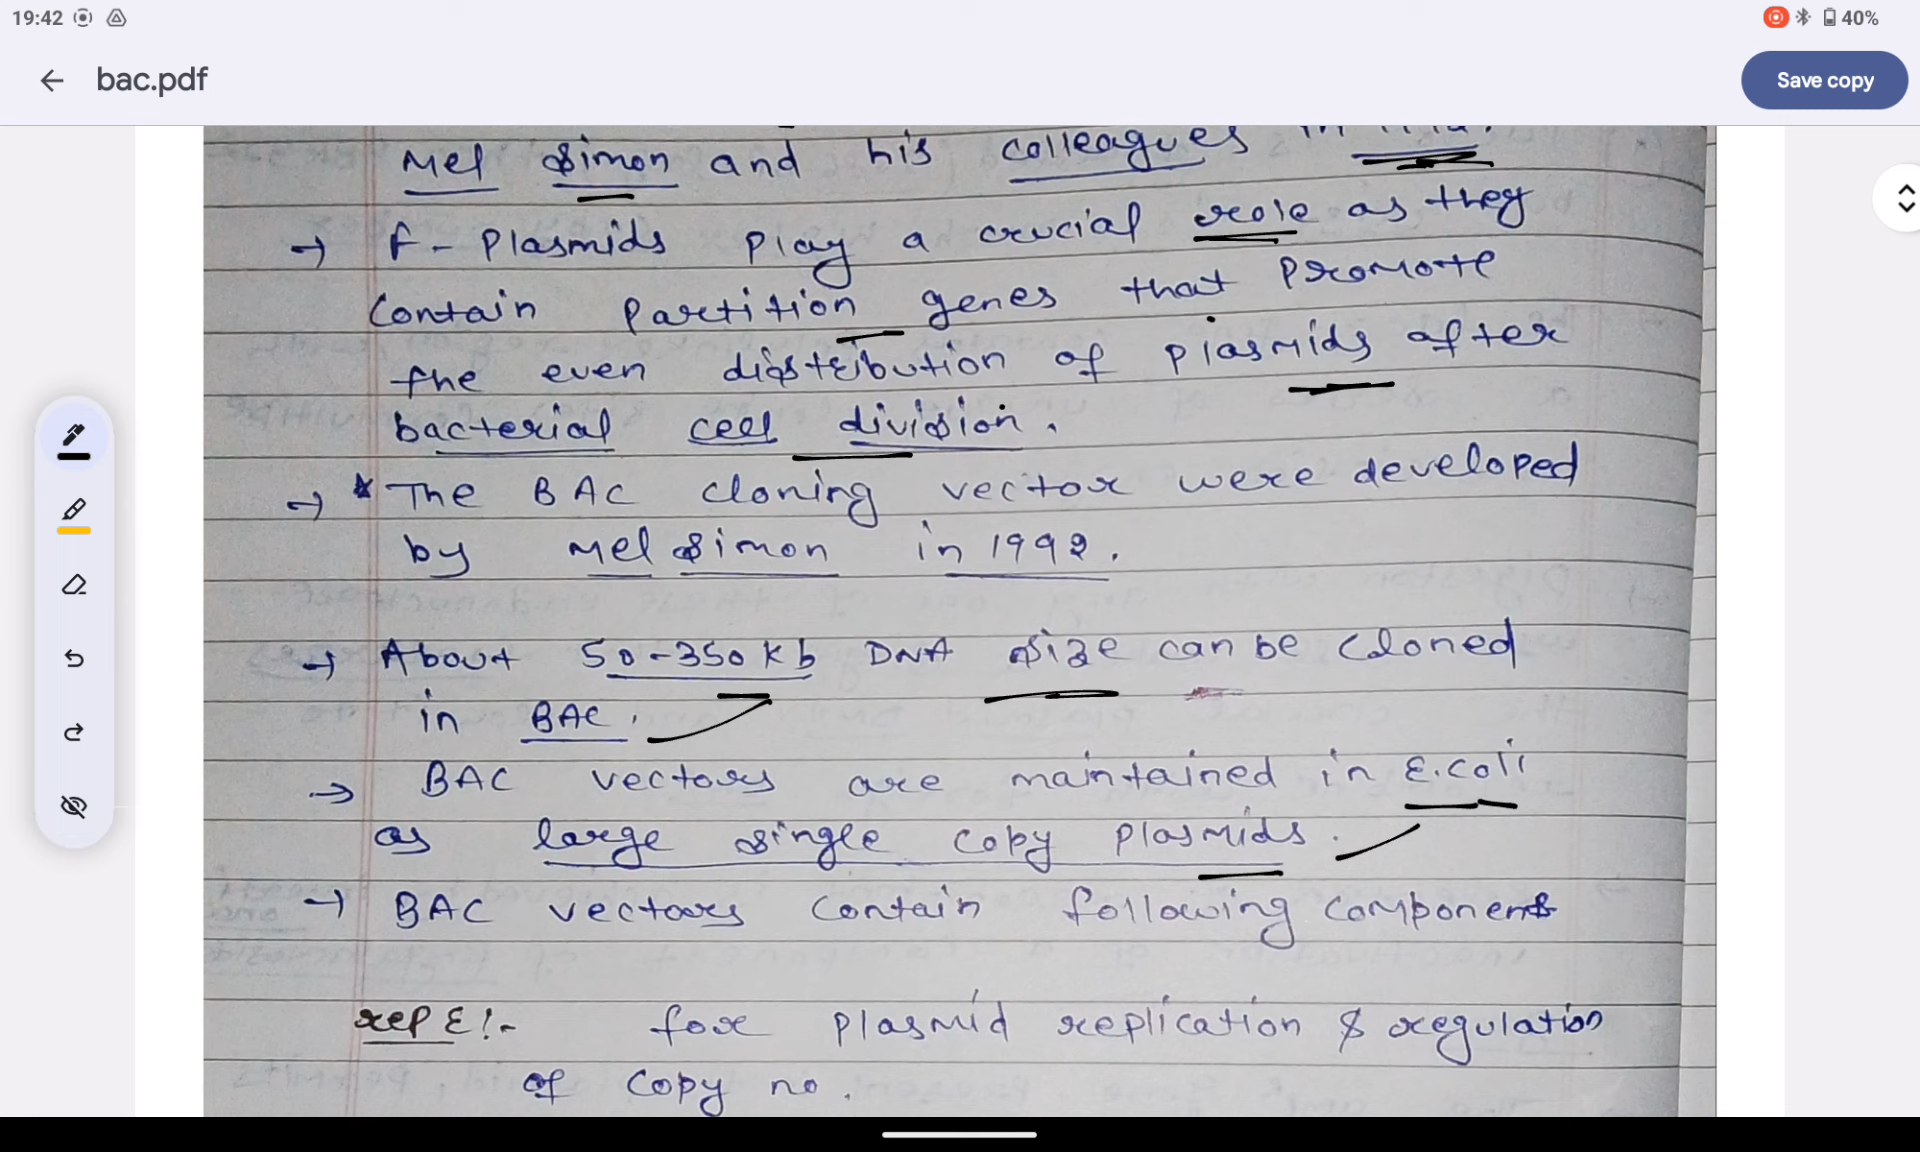 19:42
40%
bac.pdf
Save copy
Mel Simon and his colleagues in
→ F-Plasmids play a crucial role as they
contain partition genes that promote
the even distribution of plasmids after
bacterial cell division.
→ * The BAC cloning vector were developed
by Mel Simon in 1992.
→ About 50-350 kb DNA size can be cloned
in BAC.
→ BAC vectors are maintained in E.coli
as large single copy plasmids.
→ BAC vectors contain following components
rep E:- for plasmid replication & regulation
of copy no.